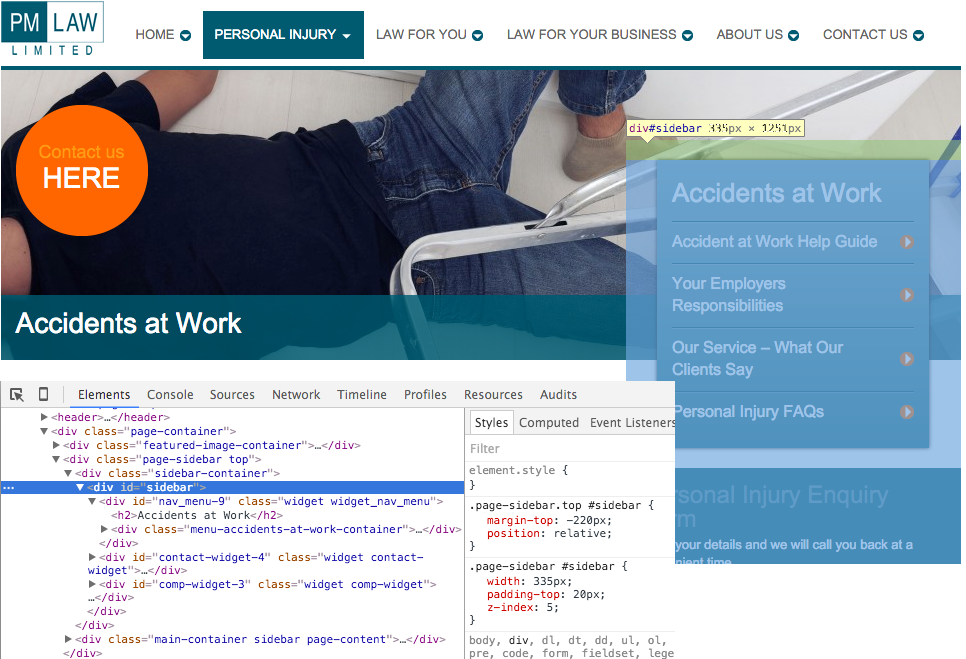 PM LAW
LIMITED
HOME
PERSONAL INJURY
LAW FOR YOU
LAW FOR YOUR BUSINESS
ABOUT US
CONTACT US
div#sidebar 335px × 1251px
Contact us
HERE
Accidents at Work
Accident at Work Help Guide
Your Employers
Responsibilities
Our Service – What Our
Clients Say
Personal Injury FAQs
Accidents at Work
rsonal Injury Enquiry
rm
your details and we will call you back at a
nient time
Elements Console Sources Network Timeline Profiles Resources Audits
<header>…</header>
<div class="page-container">
<div class="featured-image-container">…</div>
<div class="page-sidebar top">
<div class="sidebar-container">
<div id="sidebar">
<div id="nav_menu-9" class="widget widget_nav_menu">
<h2>Accidents at Work</h2>
<div class="menu-accidents-at-work-container">…</div>
</div>
<div id="contact-widget-4" class="widget contact-
widget">…</div>
<div id="comp-widget-3" class="widget comp-widget">
…</div>
</div>
</div>
<div class="main-container sidebar page-content">…</div>
</div>
Styles Computed Event Listeners
Filter
element.style {
}
.page-sidebar.top #sidebar {
margin-top: -220px;
position: relative;
}
.page-sidebar #sidebar {
width: 335px;
padding-top: 20px;
z-index: 5;
}
body, div, dl, dt, dd, ul, ol,
pre, code, form, fieldset, lege